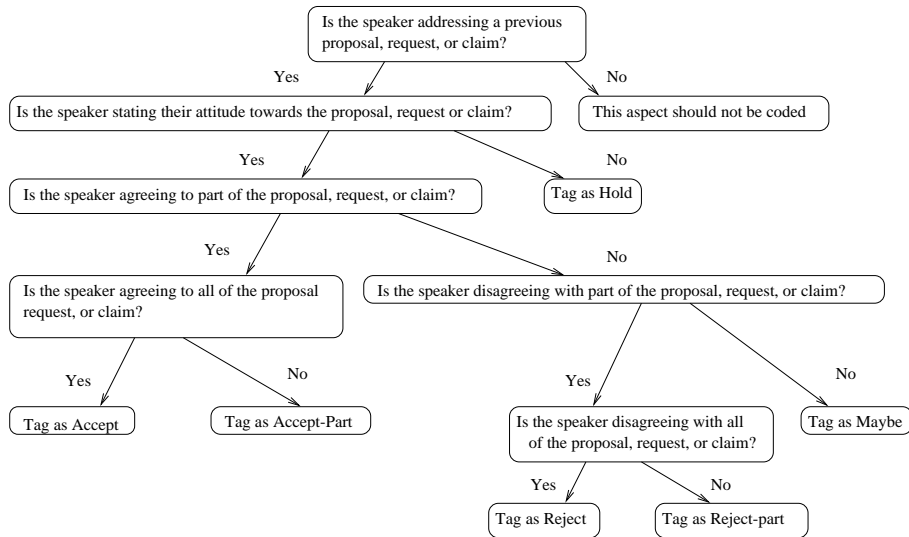 Is the speaker addressing a previous
proposal, request, or claim?
Yes
No
Is the speaker stating their attitude towards the proposal, request or claim?
This aspect should not be coded
Yes
No
Is the speaker agreeing to part of the proposal, request, or claim?
Tag as Hold
Yes
No
Is the speaker agreeing to all of the proposal
request, or claim?
Is the speaker disagreeing with part of the proposal, request, or claim?
Yes
No
Yes
No
Tag as Accept
Tag as Accept-Part
Is the speaker disagreeing with all
of the proposal, request, or claim?
Tag as Maybe
Yes
No
Tag as Reject
Tag as Reject-part